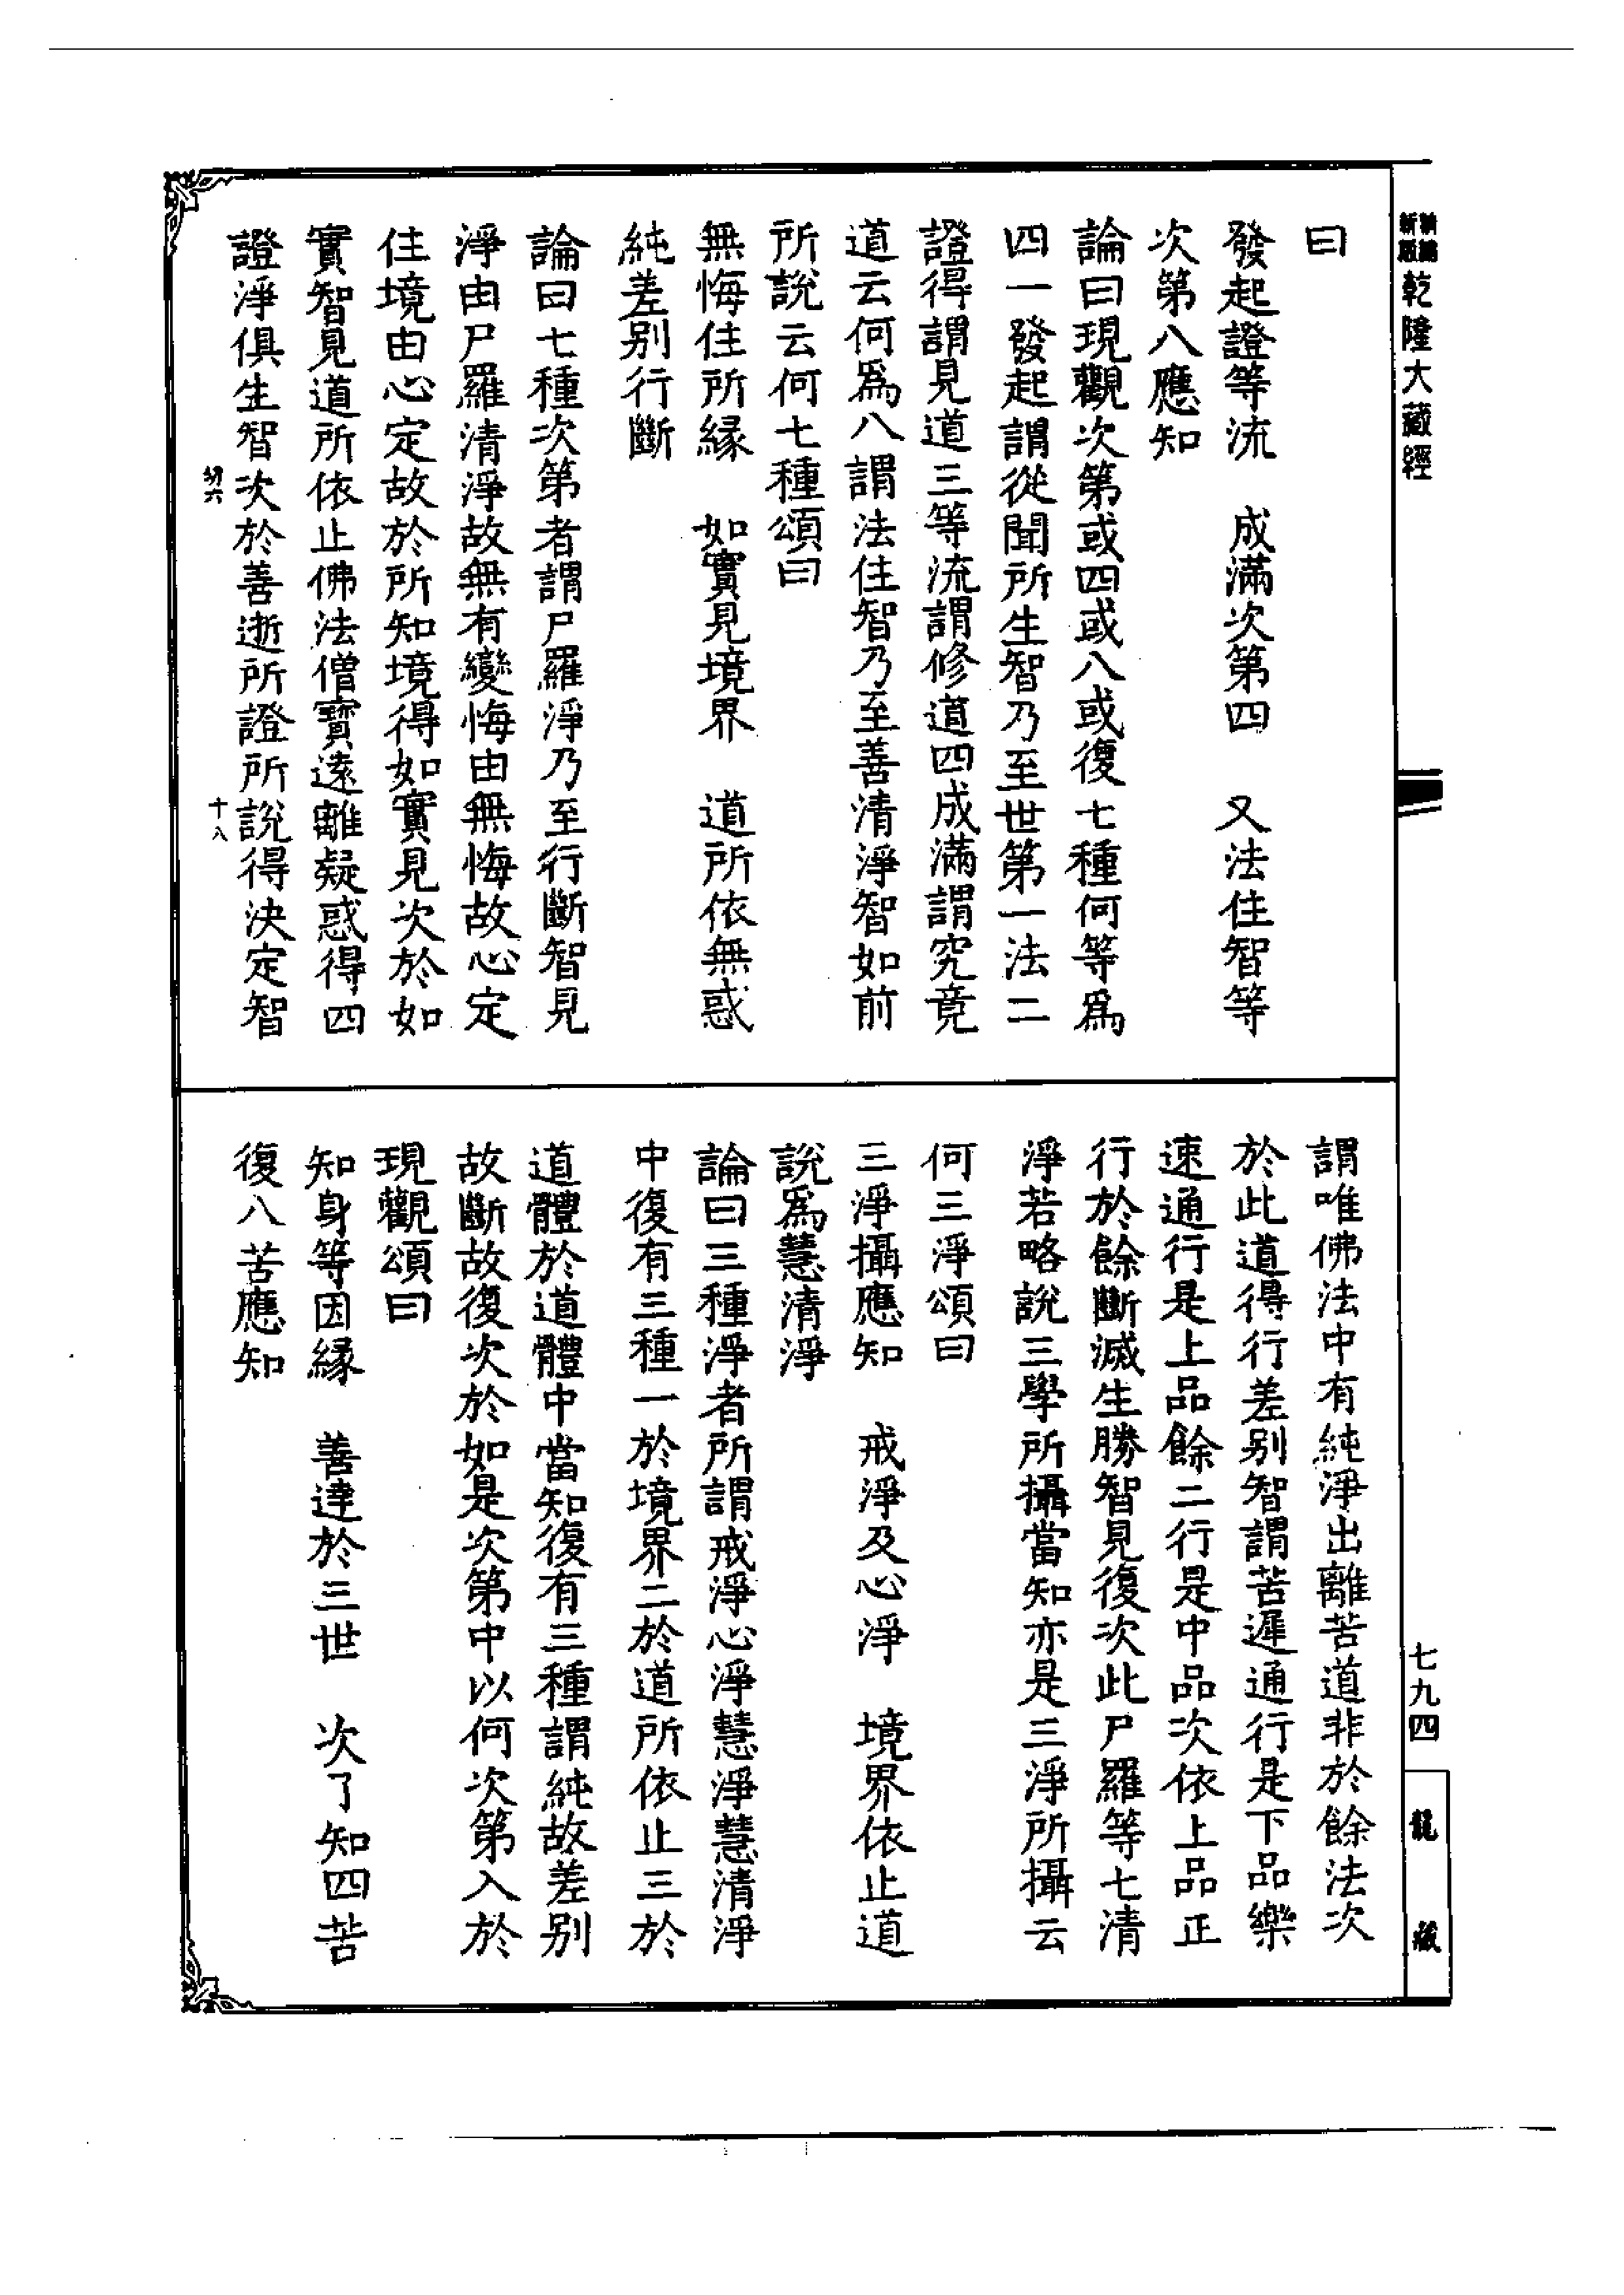 新編
新縮
乾隆大藏經
曰
發起證等流　成滿次第四　又法住智等
次第八應知
論曰現觀次第或四或八或復七種何等爲
四一發起謂從聞所生智乃至世第一法二
證得謂見道三等流謂修道四成滿謂究竟
道云何爲八謂法住智乃至善清淨智如前
所說云何七種頌曰
無悔住所緣　如實見境界　道所依無惑
純差別行斷
論曰七種次第者謂尸羅淨乃至行斷智見
淨由尸羅清淨故無有變悔由無悔故心定
住境由心定故於所知境得如實見次於如
實智見道所依止佛法僧寶遠離疑惑得四
證淨俱生智次於善逝所證所說得決定智
十八
謂唯佛法中有純淨出離苦道非於餘法次
於此道得行差別智謂苦遲通行是下品樂
速通行是上品餘二行是中品次依上品正
行於餘斷滅生勝智見復次此尸羅等七清
淨若略說三學所攝當知亦是三淨所攝云
何三淨頌曰
三淨攝應知　戒淨及心淨　境界依止道
說爲慧清淨
論曰三種淨者所謂戒淨心淨慧淨慧清淨
中復有三種一於境界二於道所依止三於
道體於道體中當知復有三種謂純故差別
故斷故復次於如是次第中以何次第入於
現觀頌曰
知身等因緣　善達於三世　次了知四苦
復八苦應知
七九四
龍藏